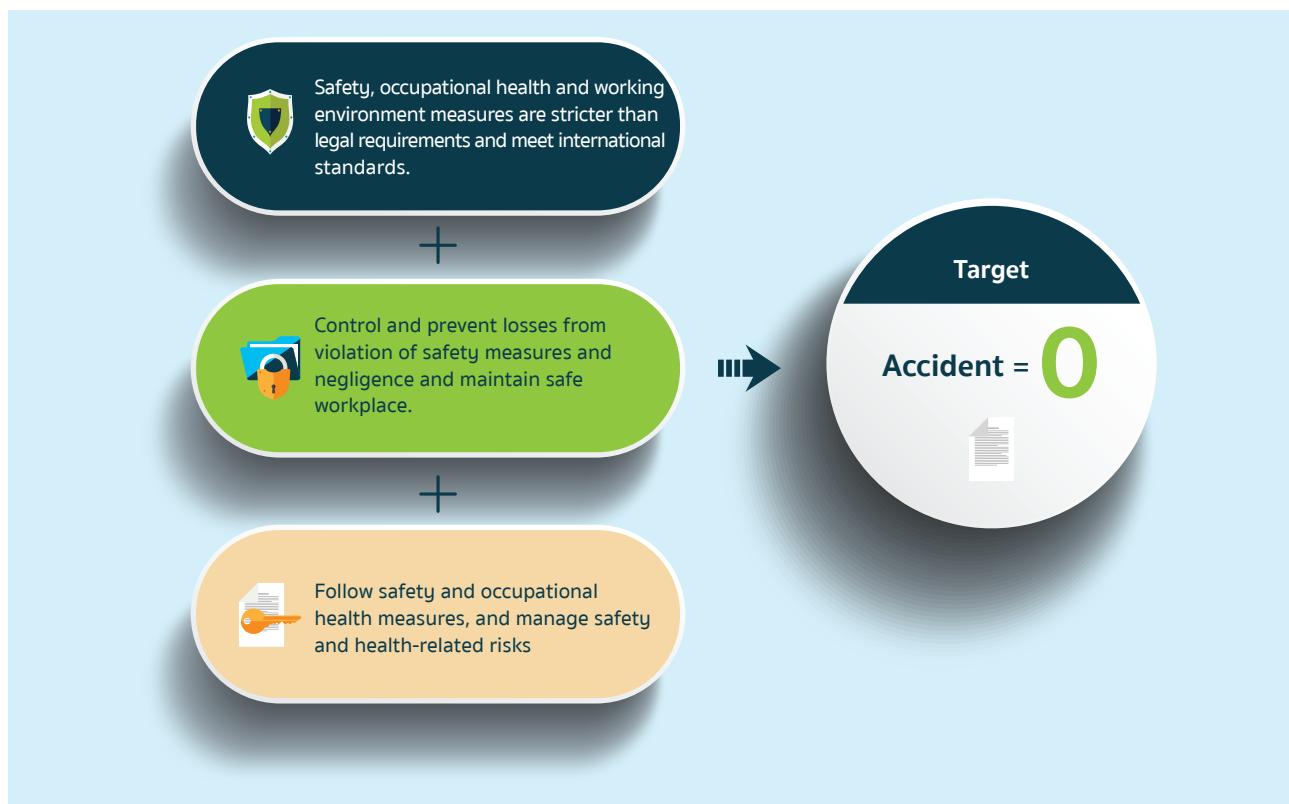 Safety, occupational health and working
environment measures are stricter than
legal requirements and meet international
standards.
+
Control and prevent losses from
violation of safety measures and
negligence and maintain safe
workplace.
+
Follow safety and occupational
health measures, and manage safety
and health-related risks
Target
Accident = 0